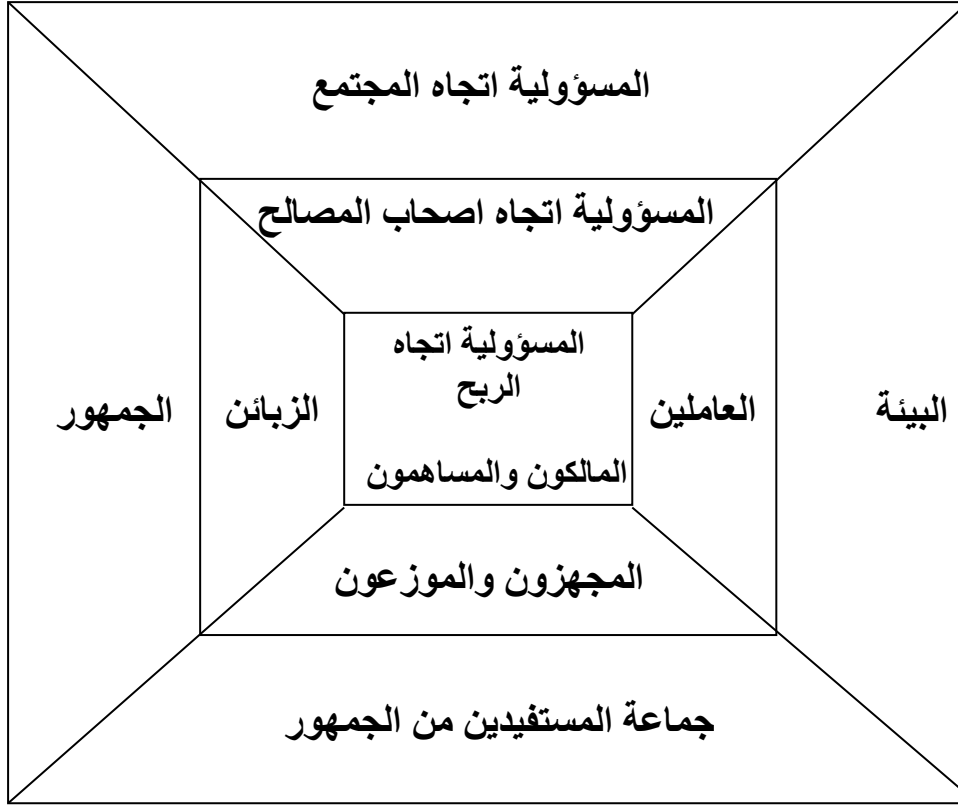 المسؤولية اتجاه المجتمع
المسؤولية اتجاه اصحاب المصالح
المسؤولية اتجاه
الربح
البيئة
العاملين
الزبائن
الجمهور
المالكون والمساهمون
المجهزون والموزعون
جماعة المستفيدين من الجمهور